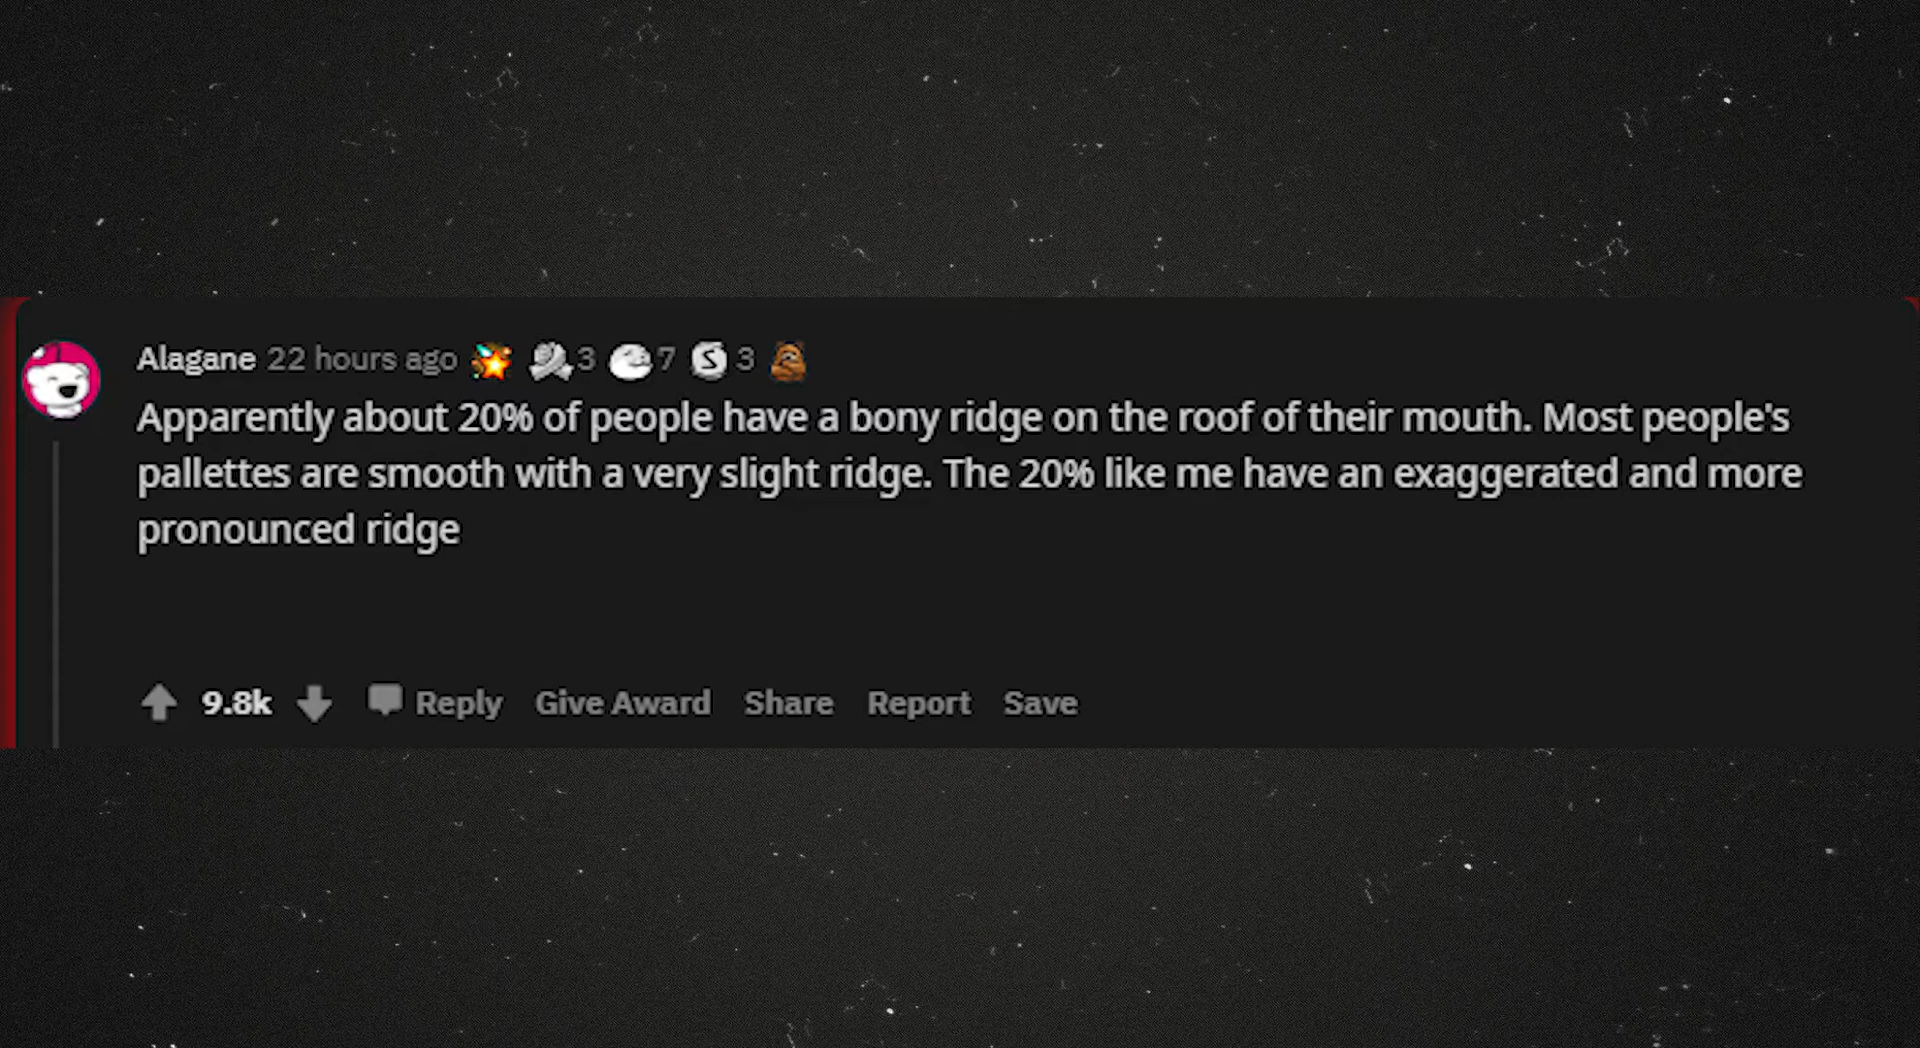 Alagane 22 hours ago 3 7 S 3
Apparently about 20% of people have a bony ridge on the roof of their mouth. Most people's
pallettes are smooth with a very slight ridge. The 20% like me have an exaggerated and more
pronounced ridge
9.8k Reply Give Award Share Report Save